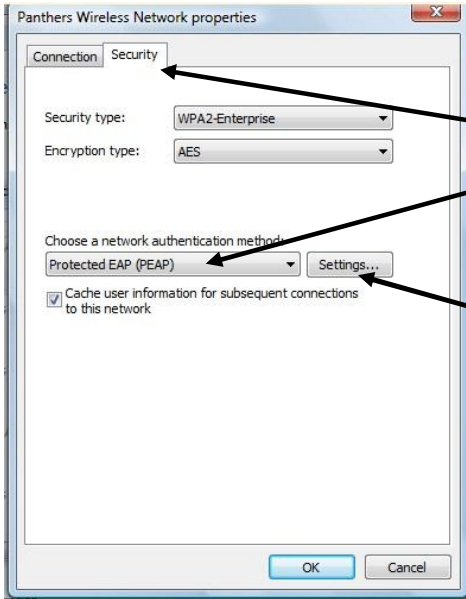 Panthers Wireless Network properties
Connection Security
Security type: WPA2-Enterprise
Encryption type: AES
Choose a network authentication method:
Protected EAP (PEAP) Settings...
Cache user information for subsequent connections
to this network
OK Cancel